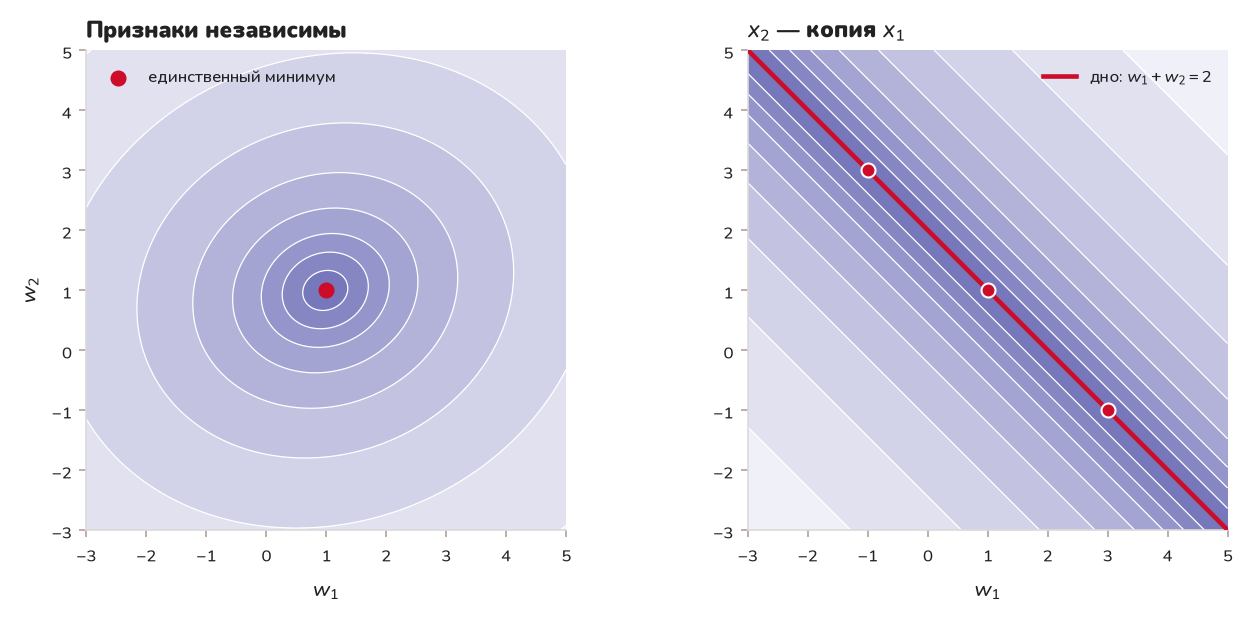 Признаки независимы
единственный минимум
5
4
3
2
1
0
−1
−2
−3
w₂
−3 −2 −1 0 1 2 3 4 5
w₁
x₂ — копия x₁
дно: w₁ + w₂ = 2
5
4
3
2
1
0
−1
−2
−3
−3 −2 −1 0 1 2 3 4 5
w₁